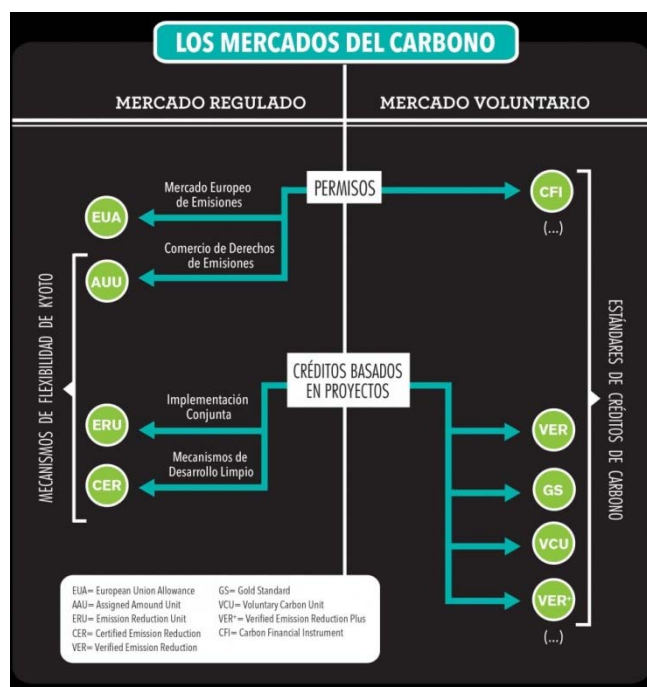 LOS MERCADOS DEL CARBONO
MERCADO REGULADO
MERCADO VOLUNTARIO
PERMISOS
Mercado Europeo
de Emisiones
EUA
CFI
(...)
Comercio de Derechos
de Emisiones
AUU
MECANISMOS DE FLEXIBILIDAD DE KYOTO
ESTÁNDARES DE CRÉDITOS DE CARBONO
CRÉDITOS BASADOS
EN PROYECTOS
Implementación
Conjunta
ERU
VER
Mecanismos de
Desarrollo Limpio
CER
GS
VCU
VER+
(...)
EUA= European Union Allowance
AAU= Assigned Amount Unit
ERU= Emission Reduction Unit
CER= Certified Emission Reduction
VER= Verified Emission Reduction
GS= Gold Standard
VCU= Voluntary Carbon Unit
VER+= Verified Emission Reduction Plus
CFI= Carbon Financial Instrument